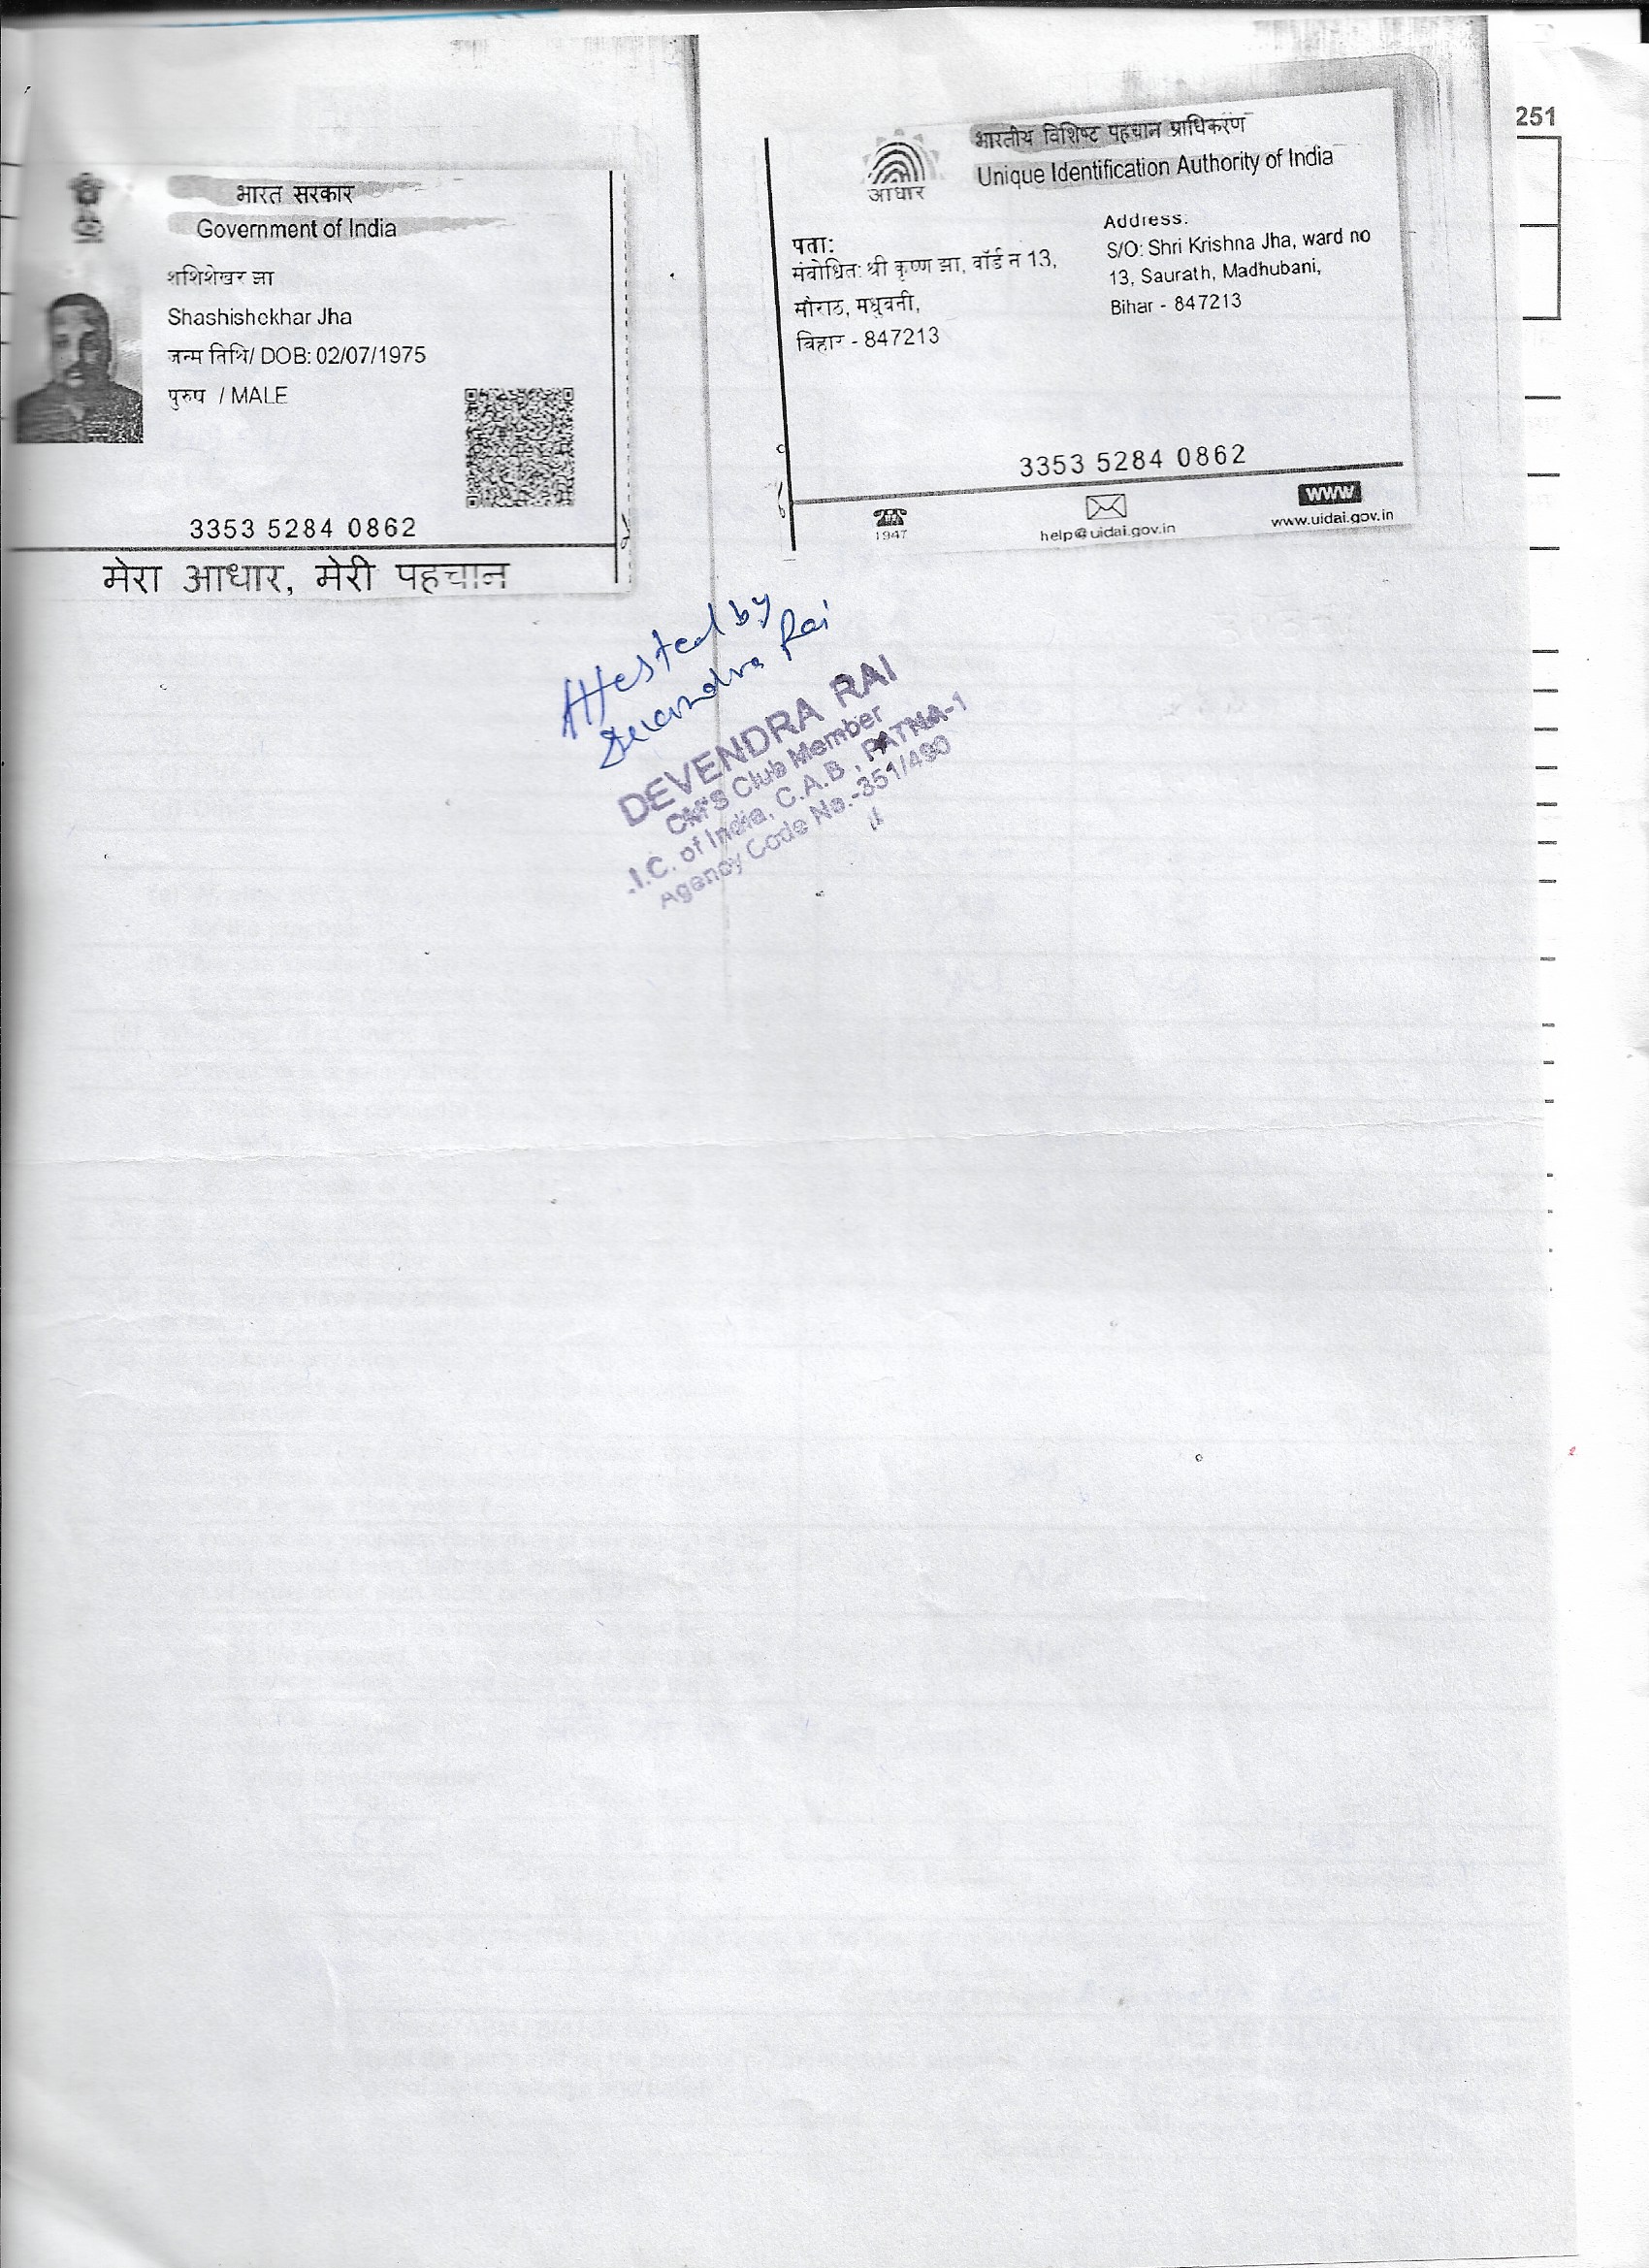 251
भारत सरकार
Government of India
शशिशेखर झा
Shashishekhar Jha
जन्म तिथि/ DOB: 02/07/1975
पुरुष / MALE
3353 5284 0862
मेरा आधार, मेरी पहचान
भारतीय विशिष्ट पहचान प्राधिकरण
Unique Identification Authority of India
आधार
पता:
संबोधित: श्री कृष्ण झा, वॉर्ड न 13,
सौराठ, मधुबनी,
बिहार - 847213
Address:
S/O: Shri Krishna Jha, ward no
13, Saurath, Madhubani,
Bihar - 847213
3353 5284 0862
1947
help@uidai.gov.in
www
www.uidai.gov.in
Attested by
Devendra Rai
DEVENDRA RAI
CM'S Club Member
.I.C. of India, C.A.B., PATNA-1
Agency Code No.-351/490